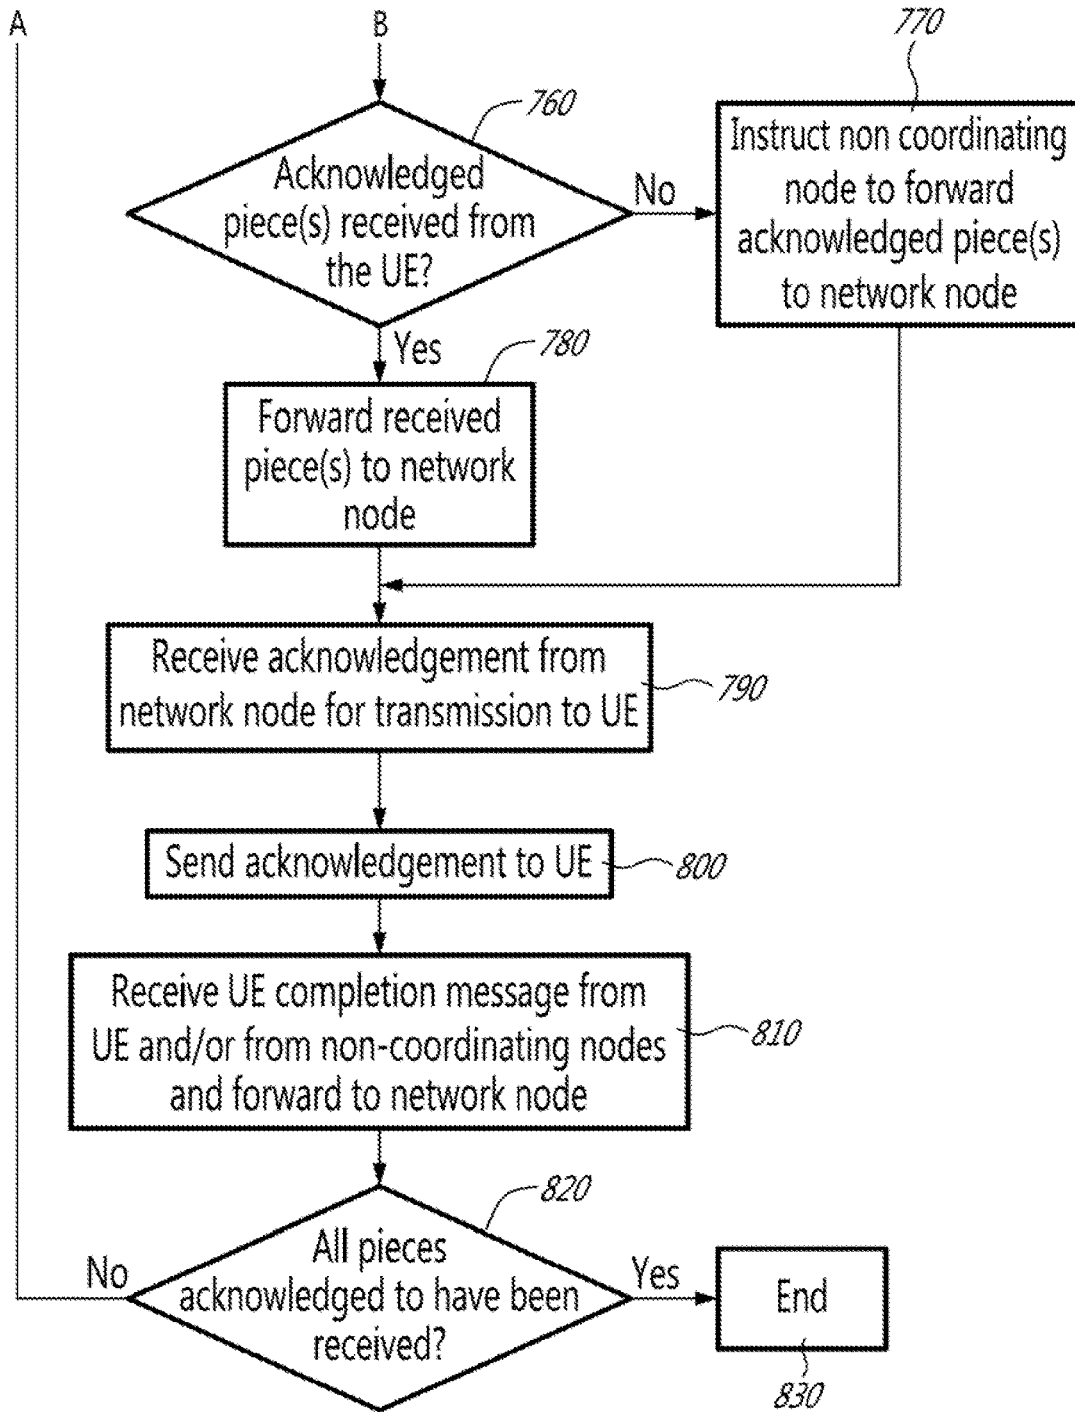 A
B
770
760
Acknowledged
piece(s) received from
the UE?
No
Instruct non coordinating
node to forward
acknowledged piece(s)
to network node
Yes
780
Forward received
piece(s) to network
node
Receive acknowledgement from
network node for transmission to UE
790
Send acknowledgement to UE
800
Receive UE completion message from
UE and/or from non-coordinating nodes
and forward to network node
810
820
All pieces
acknowledged to have been
received?
No
Yes
End
830